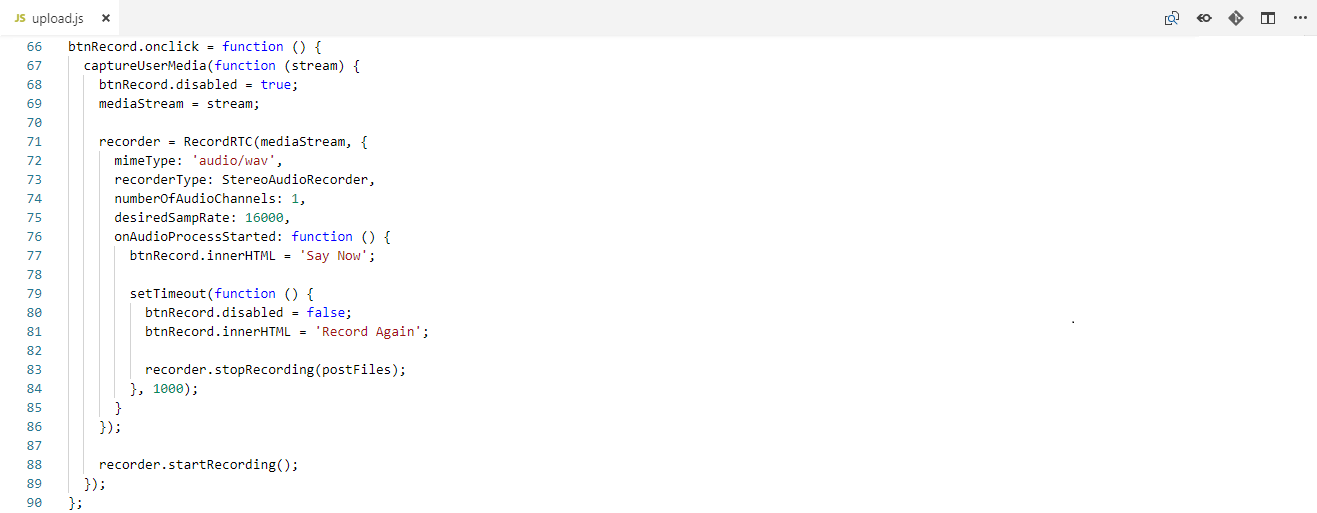 JS upload.js ×
66 btnRecord.onclick = function () {
67 captureUserMedia(function (stream) {
68 btnRecord.disabled = true;
69 mediaStream = stream;
70
71 recorder = RecordRTC(mediaStream, {
72 mimeType: 'audio/wav',
73 recorderType: StereoAudioRecorder,
74 numberOfAudioChannels: 1,
75 desiredSampRate: 16000,
76 onAudioProcessStarted: function () {
77 btnRecord.innerHTML = 'Say Now';
78
79 setTimeout(function () {
80 btnRecord.disabled = false;
81 btnRecord.innerHTML = 'Record Again';
82
83 recorder.stopRecording(postFiles);
84 }, 1000);
85 }
86 });
87
88 recorder.startRecording();
89 });
90 };